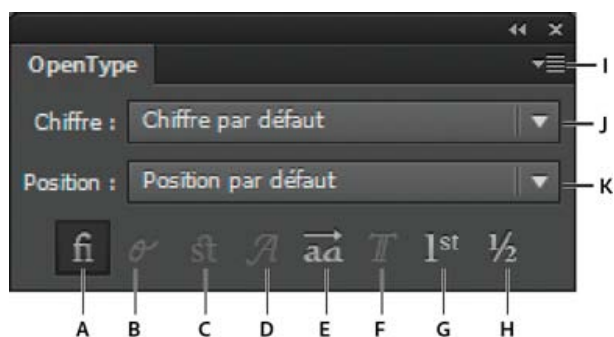 OpenType
I
Chiffre : Chiffre par défaut J
Position : Position par défaut K
fi st A aa T 1st ½
A B C D E F G H